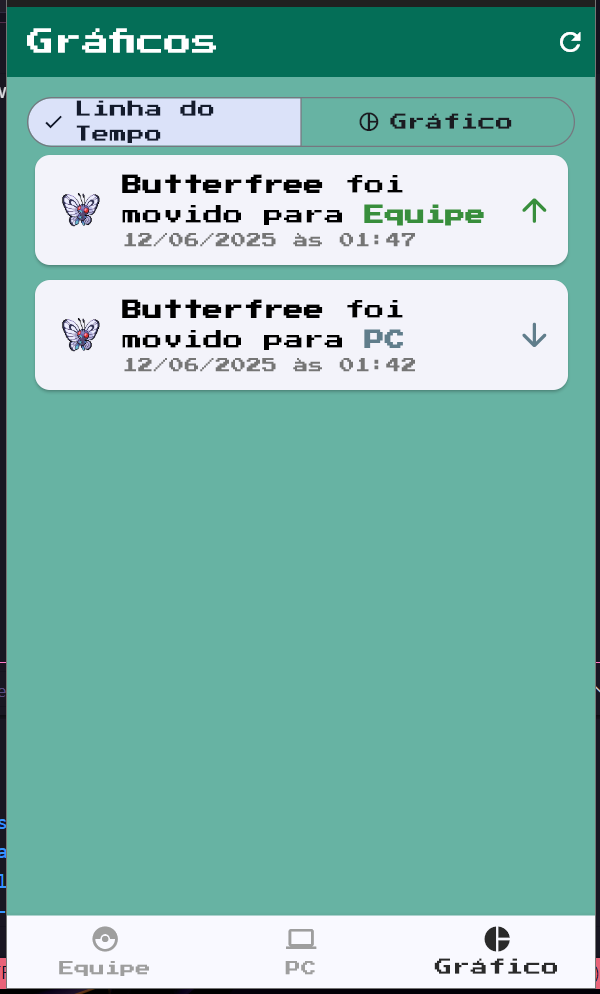 Gráficos
Linha do
Tempo
Gráfico
Butterfree foi
movido para Equipe
12/06/2025 às 01:47
Butterfree foi
movido para PC
12/06/2025 às 01:42
Equipe
PC
Gráfico